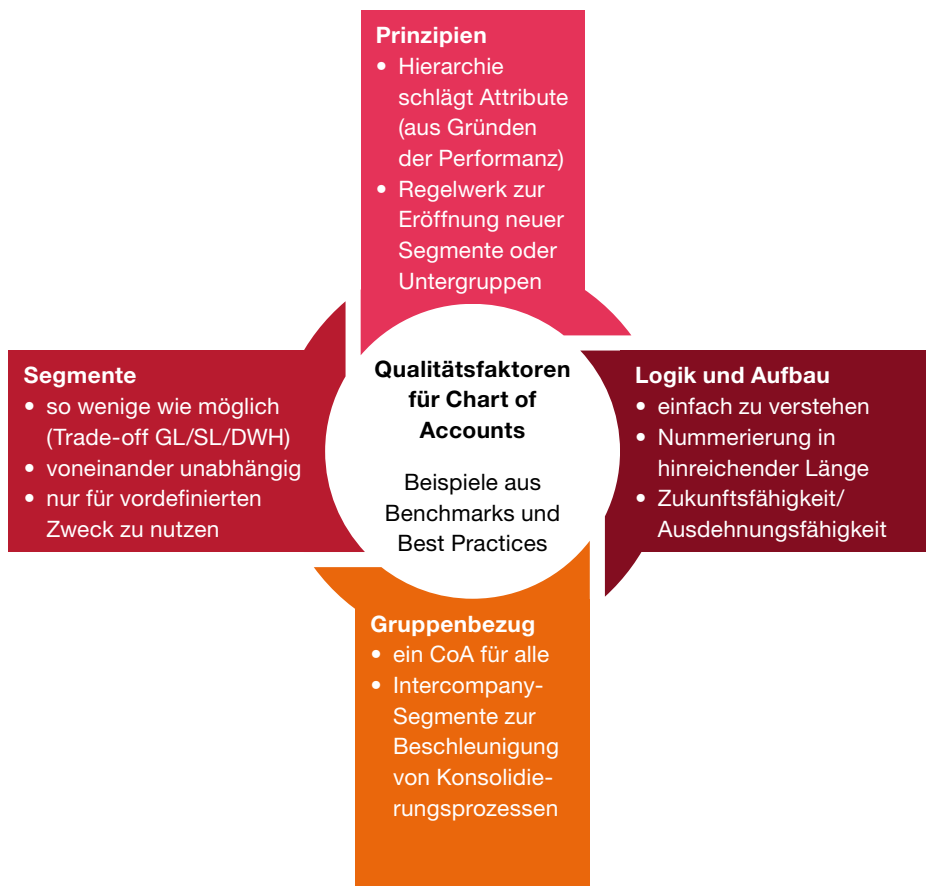 Prinzipien
• Hierarchie
schlägt Attribute
(aus Gründen
der Performanz)
• Regelwerk zur
Eröffnung neuer
Segmente oder
Untergruppen
Segmente
• so wenige wie möglich
(Trade-off GL/SL/DWH)
• voneinander unabhängig
• nur für vordefinierten
Zweck zu nutzen
Qualitätsfaktoren
für Chart of
Accounts
Beispiele aus
Benchmarks und
Best Practices
Logik und Aufbau
• einfach zu verstehen
• Nummerierung in
hinreichender Länge
• Zukunftsfähigkeit/
Ausdehnungsfähigkeit
Gruppenbezug
• ein CoA für alle
• Intercompany-
Segmente zur
Beschleunigung
von Konsolidie-
rungsprozessen